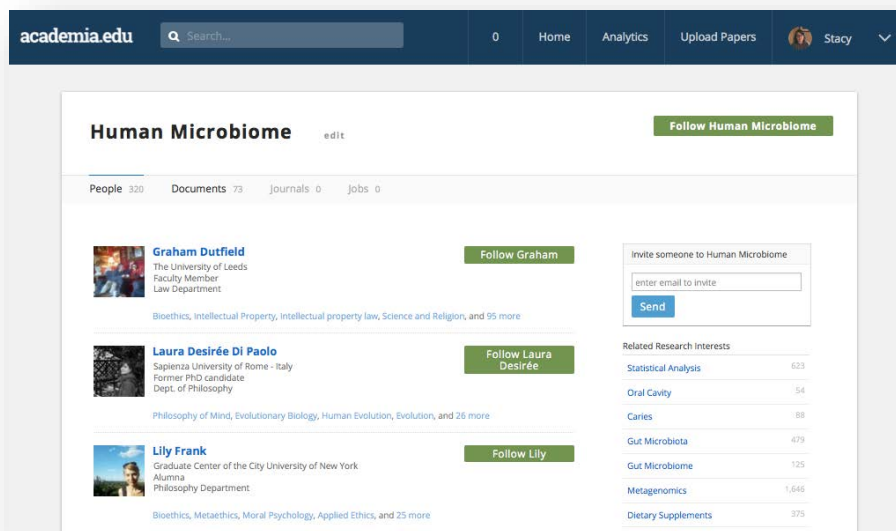 academia.edu
Search...
0
Home
Analytics
Upload Papers
Stacy
Human Microbiome
edit
Follow Human Microbiome
People 320
Documents 73
Journals 0
Jobs 0
Graham Dutfield
The University of Leeds
Faculty Member
Law Department
Bioethics, Intellectual Property, Intellectual property law, Science and Religion, and 95 more
Follow Graham
Laura Desirée Di Paolo
Sapienza University of Rome - Italy
Former PhD candidate
Dept. of Philosophy
Philosophy of Mind, Evolutionary Biology, Human Evolution, Evolution, and 26 more
Follow Laura
Desirée
Lily Frank
Graduate Center of the City University of New York
Alumna
Philosophy Department
Bioethics, Metaethics, Moral Psychology, Applied Ethics, and 25 more
Follow Lily
Invite someone to Human Microbiome
enter email to invite
Send
Related Research Interests
Statistical Analysis 623
Oral Cavity 54
Caries 88
Gut Microbiota 479
Gut Microbiome 125
Metagenomics 1,646
Dietary Supplements 375